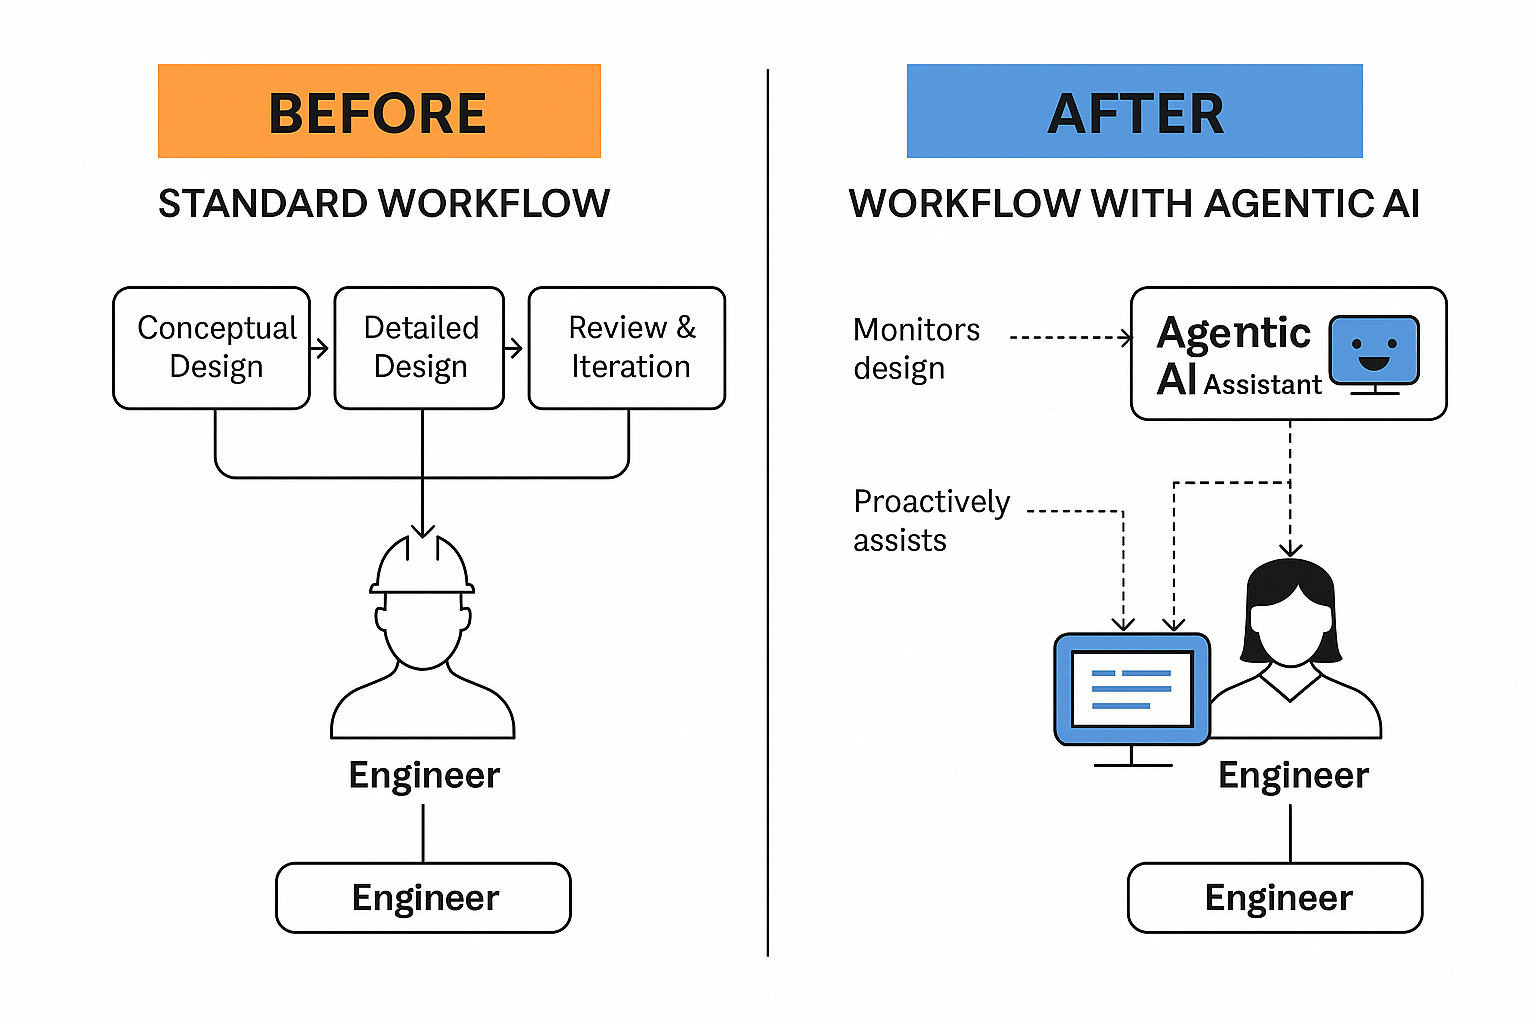 BEFORE
STANDARD WORKFLOW
Conceptual
Design
Detailed
Design
Review &
Iteration
Engineer
Engineer
AFTER
WORKFLOW WITH AGENTIC AI
Monitors
design
Agentic
AI Assistant
Proactively
assists
Engineer
Engineer